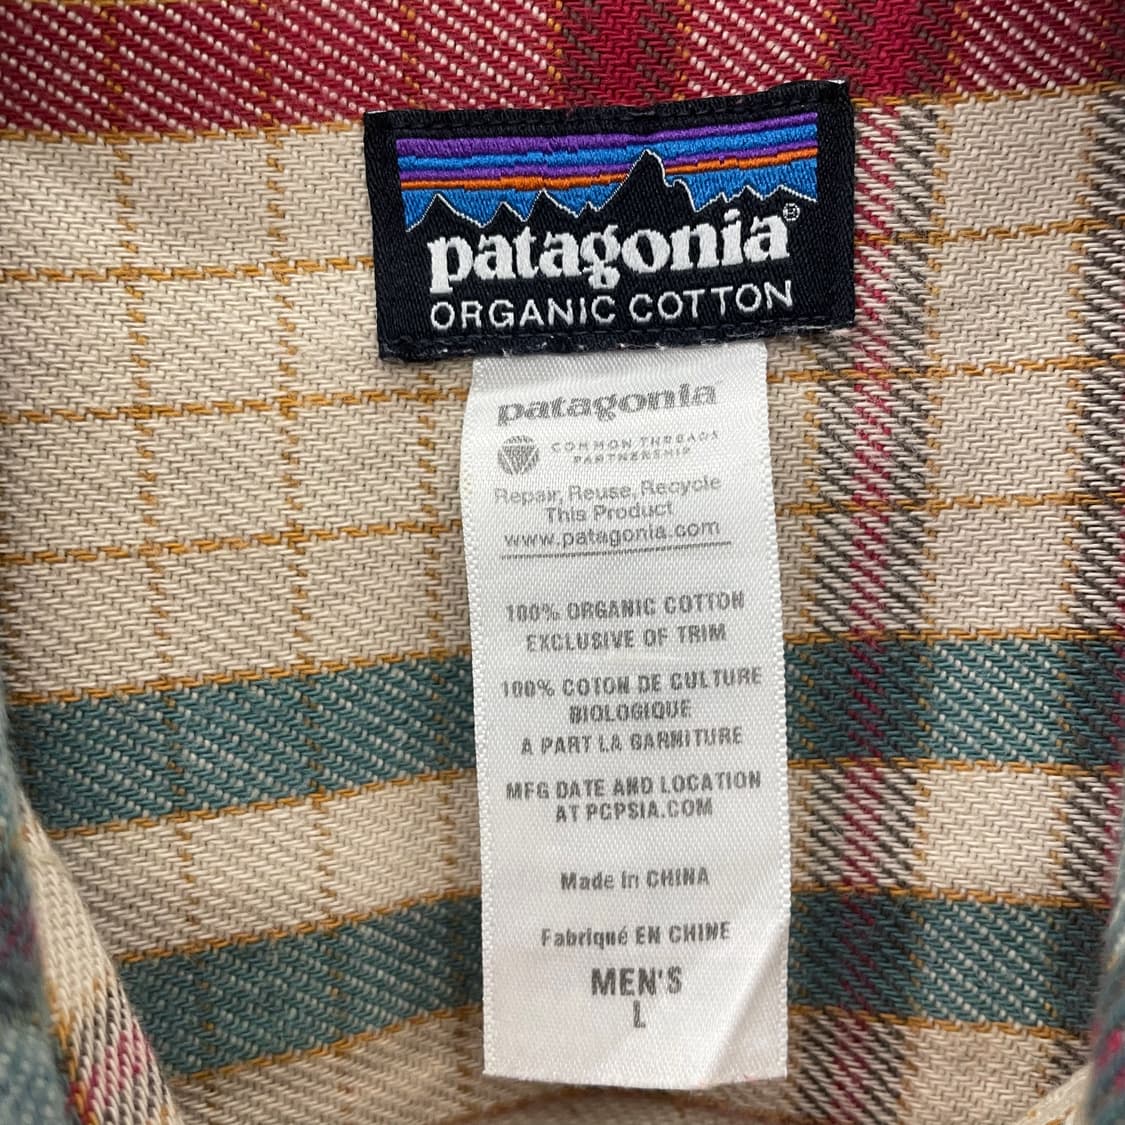 patagonia®
ORGANIC COTTON
patagonia
COMMON THREADS
PARTNERSHIP
Repair, Reuse, Recycle
This Product
www.patagonia.com
100% ORGANIC COTTON
EXCLUSIVE OF TRIM
100% COTON DE CULTURE
BIOLOGIQUE
A PART LA GARNITURE
MFG DATE AND LOCATION
AT PCPSIA.COM
Made in CHINA
Fabriqué EN CHINE
MEN'S
L